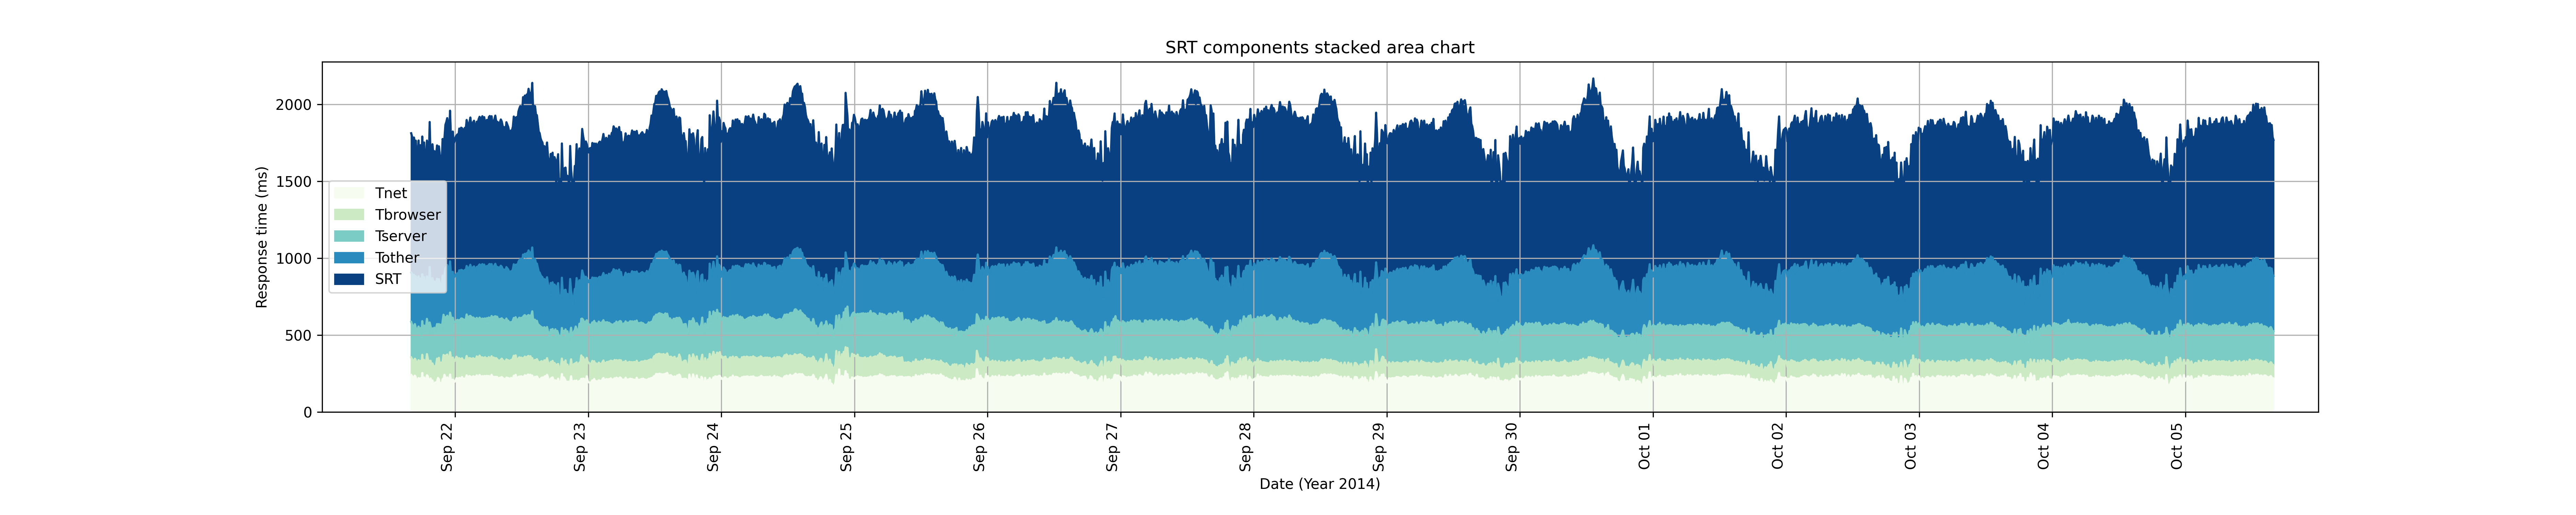 SRT components stacked area chart
Response time (ms)
2000
1500
1000
500
0
Tnet
Tbrowser
Tserver
Tother
SRT
Sep 22
Sep 23
Sep 24
Sep 25
Sep 26
Sep 27
Sep 28
Sep 29
Sep 30
Oct 01
Oct 02
Oct 03
Oct 04
Oct 05
Date (Year 2014)